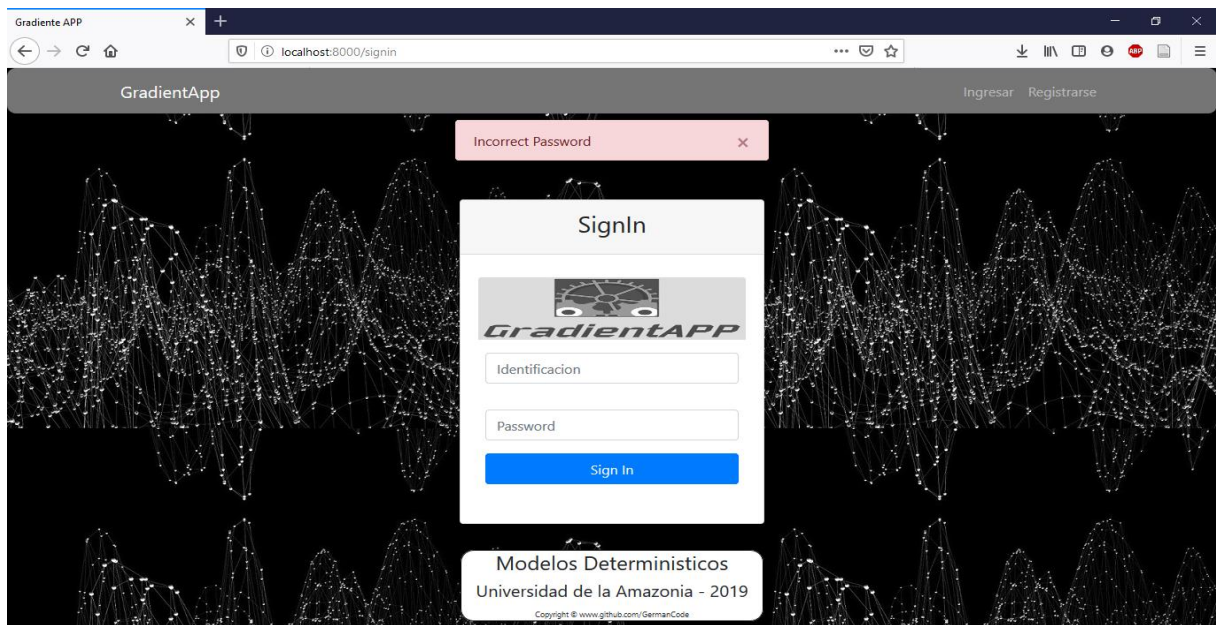 Gradiente APP
localhost:8000/signin
ABP
GradientApp
Ingresar Registrarse
Incorrect Password ×
SignIn
GradientAPP
Identificacion
Password
Sign In
Modelos Deterministicos
Universidad de la Amazonia - 2019
Copyright © www.github.com/GermanCode